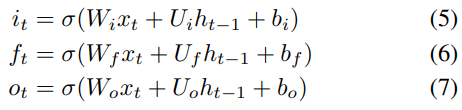 i_t = σ(W_i x_t + U_i h_{t−1} + b_i) (5)
f_t = σ(W_f x_t + U_f h_{t−1} + b_f) (6)
o_t = σ(W_o x_t + U_o h_{t−1} + b_o) (7)